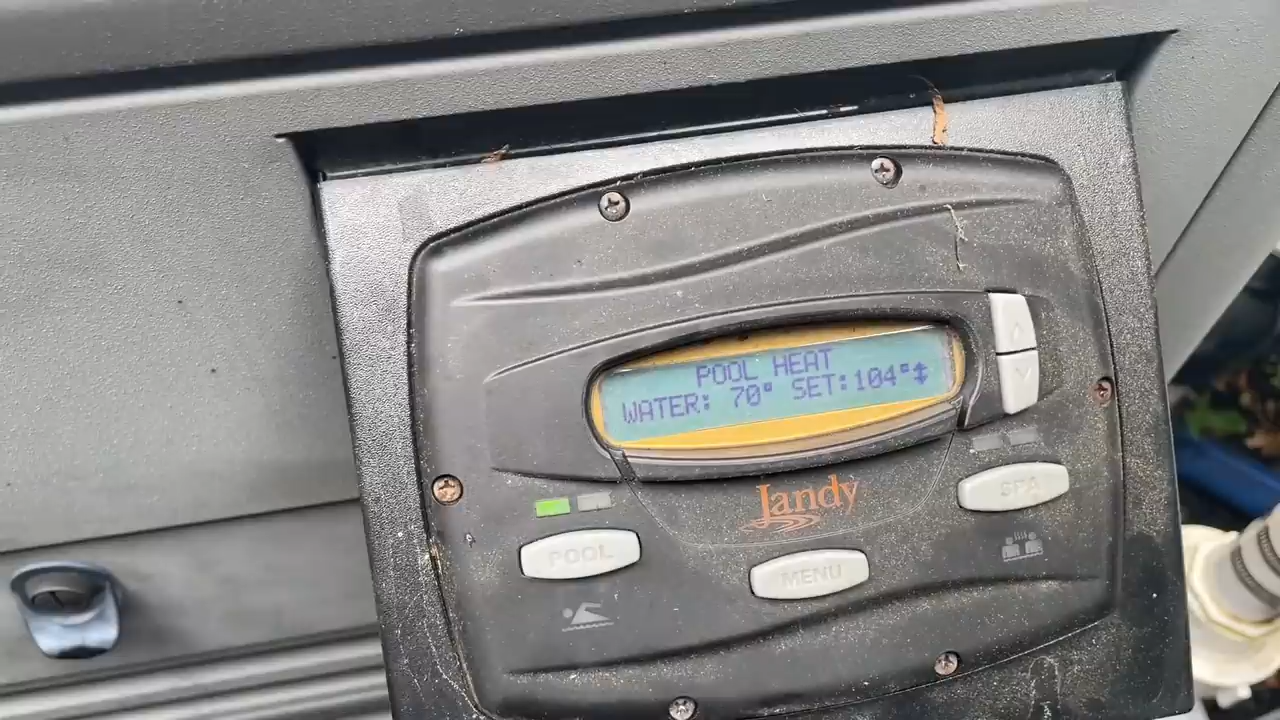 POOL HEAT
WATER: 70° SET:104°
Jandy
SPA
POOL
MENU